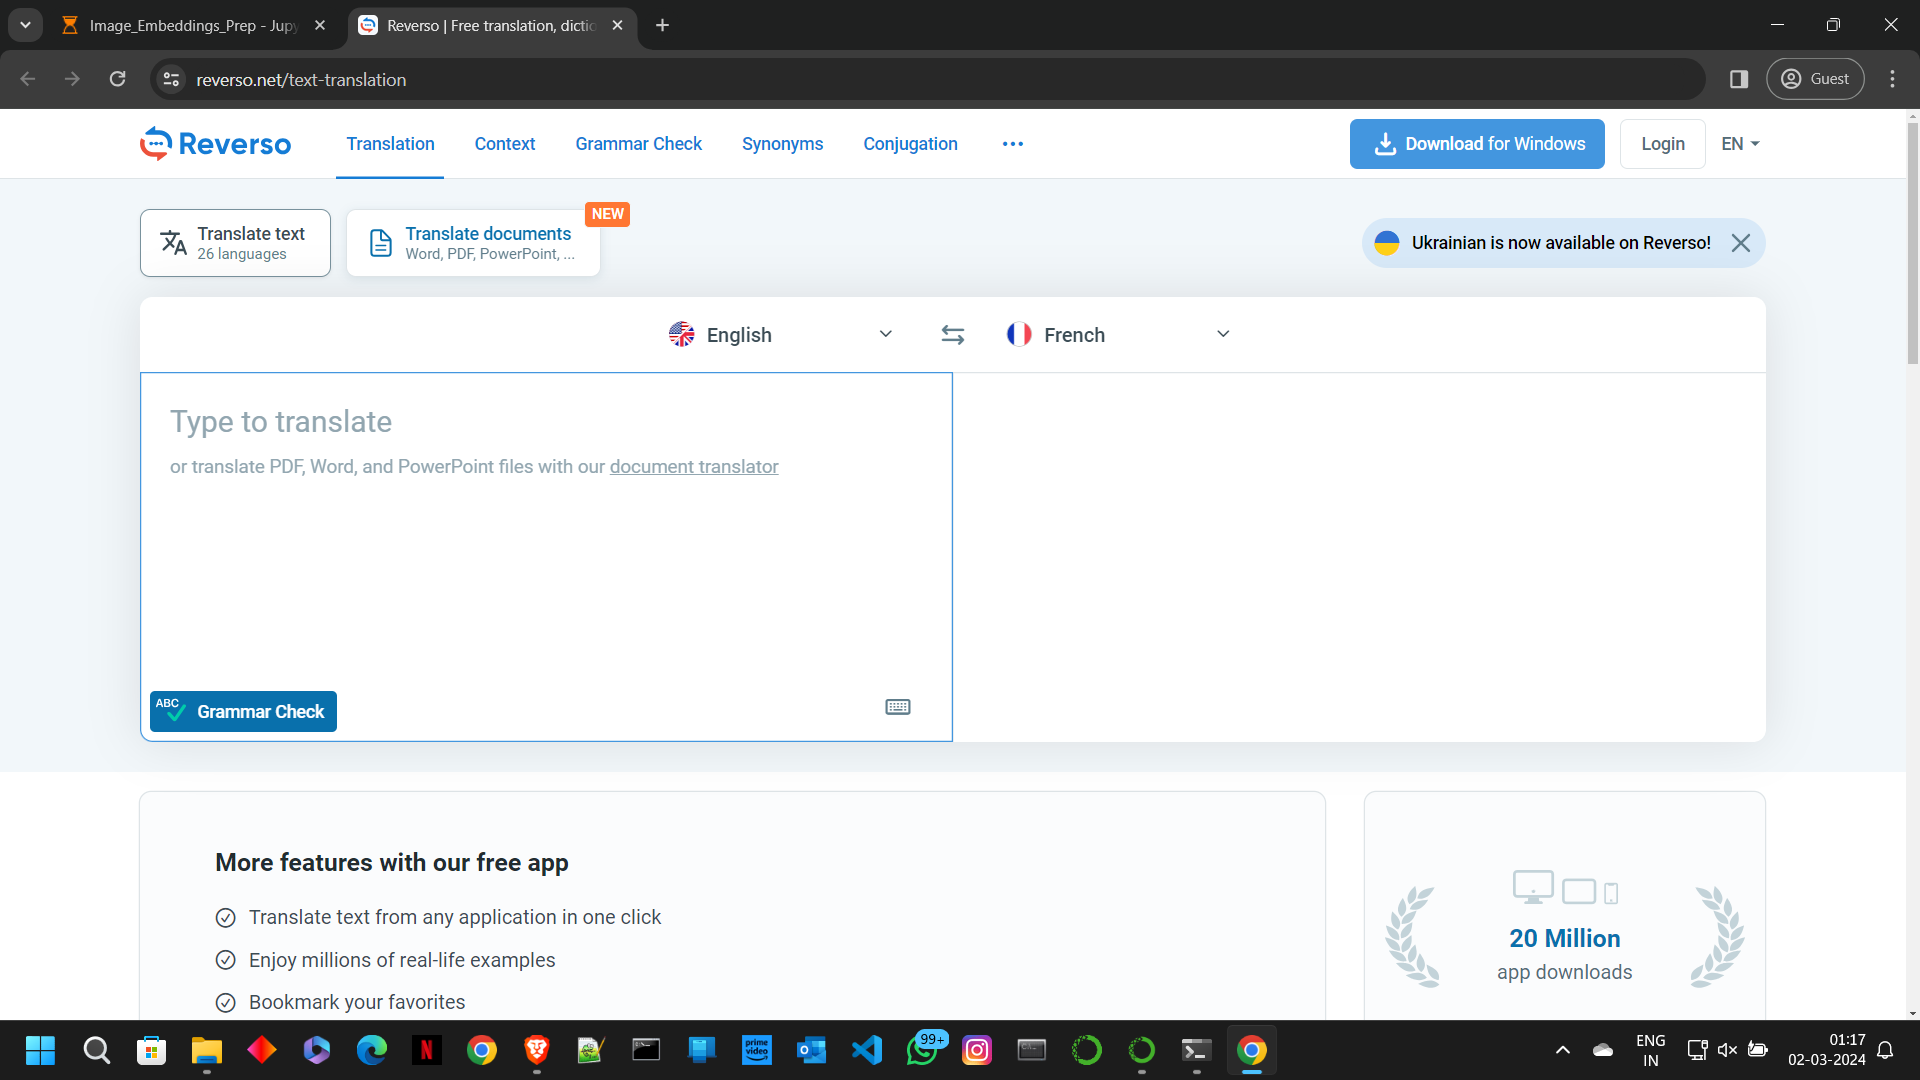 Image_Embeddings_Prep - Jupy
Reverso | Free translation, dictio
reverso.net/text-translation
Guest
Reverso
Translation
Context
Grammar Check
Synonyms
Conjugation
Download for Windows
Login
EN
Translate text
26 languages
NEW
Translate documents
Word, PDF, PowerPoint, ...
Ukrainian is now available on Reverso!
English
French
Type to translate
or translate PDF, Word, and PowerPoint files with our document translator
ABC
Grammar Check
More features with our free app
Translate text from any application in one click
Enjoy millions of real-life examples
Bookmark your favorites
20 Million
app downloads
prime video
99+
ENG
IN
01:17
02-03-2024